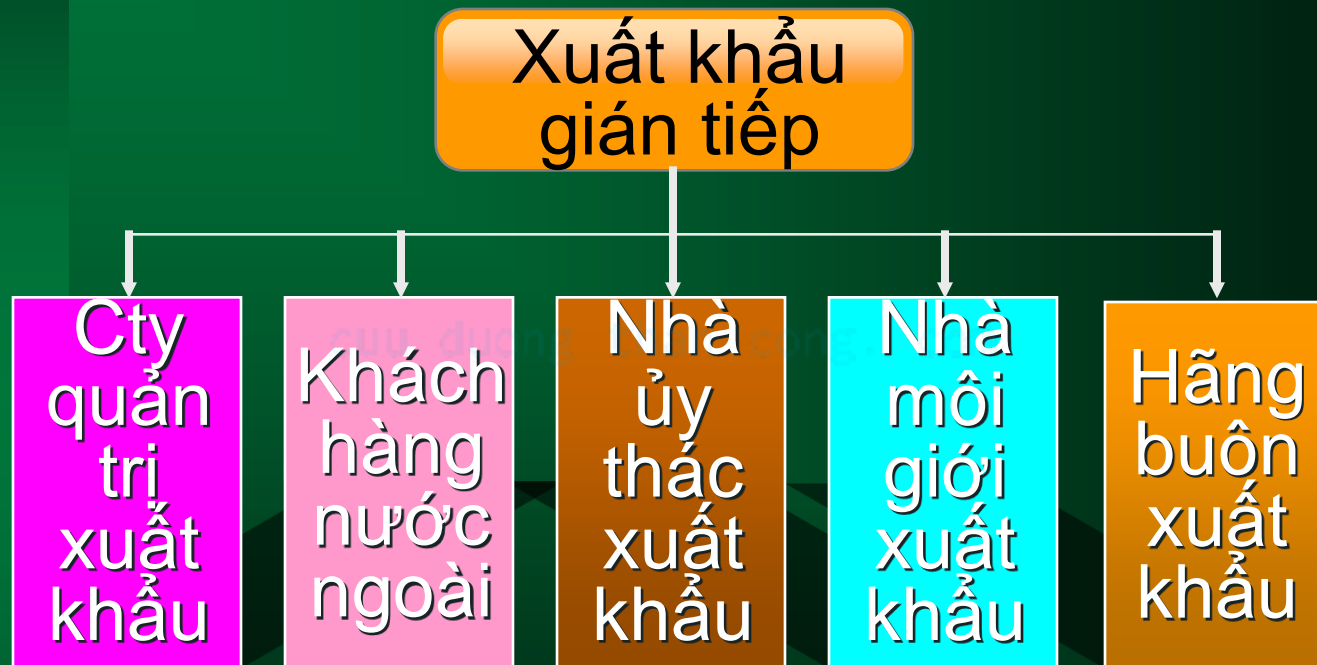 Xuất khẩu
gián tiếp
Cty
quản
trị
xuất
khẩu
Khách
hàng
nước
ngoài
Nhà
ủy
thác
xuất
khẩu
Nhà
môi
giới
xuất
khẩu
Hãng
buôn
xuất
khẩu